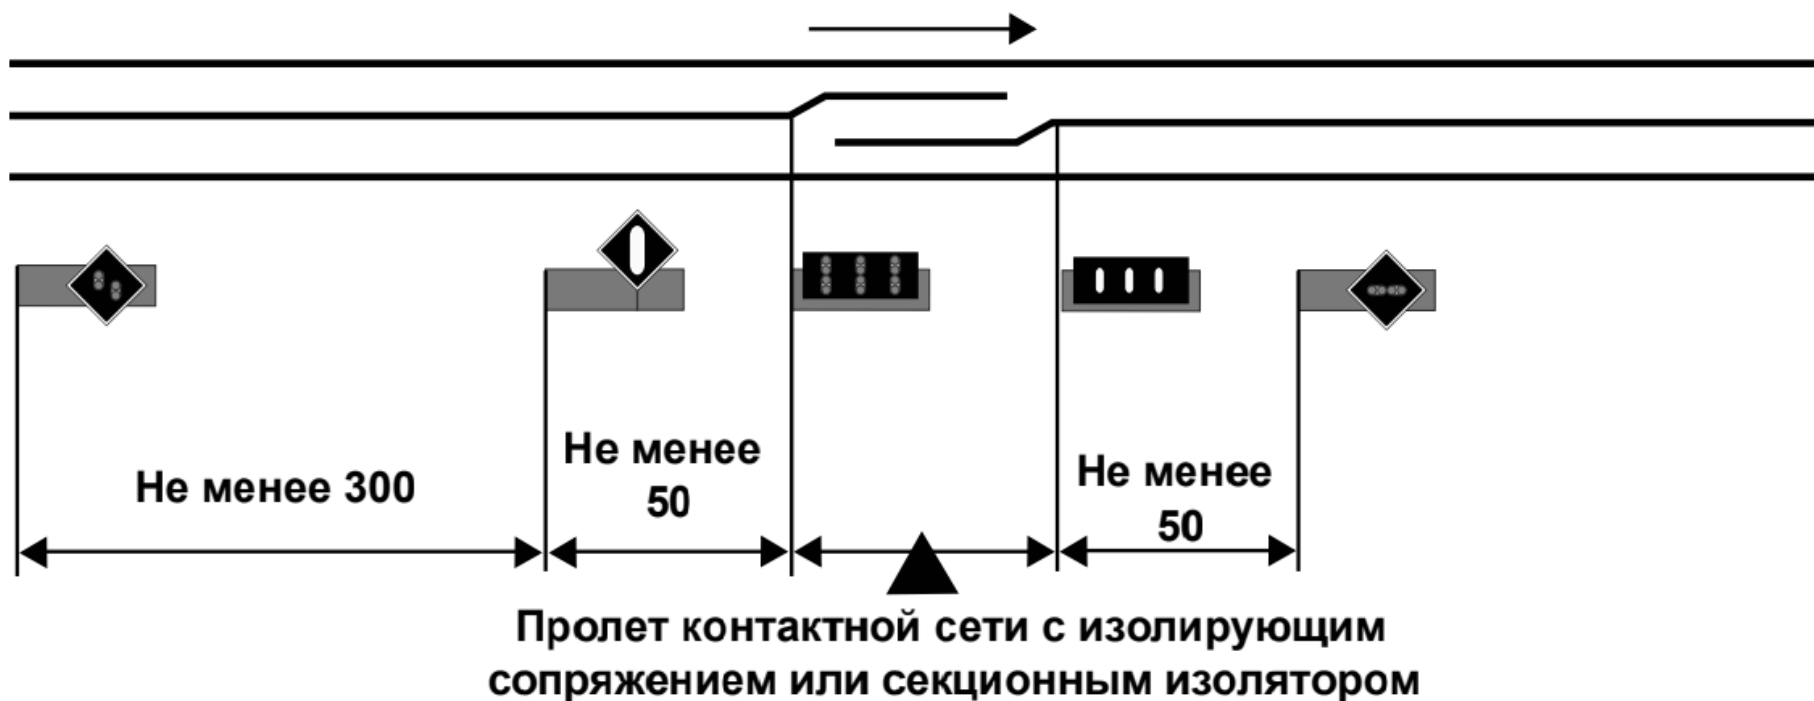 Не менее 300
Не менее
50
Не менее
50
Пролет контактной сети с изолирующим
сопряжением или секционным изолятором